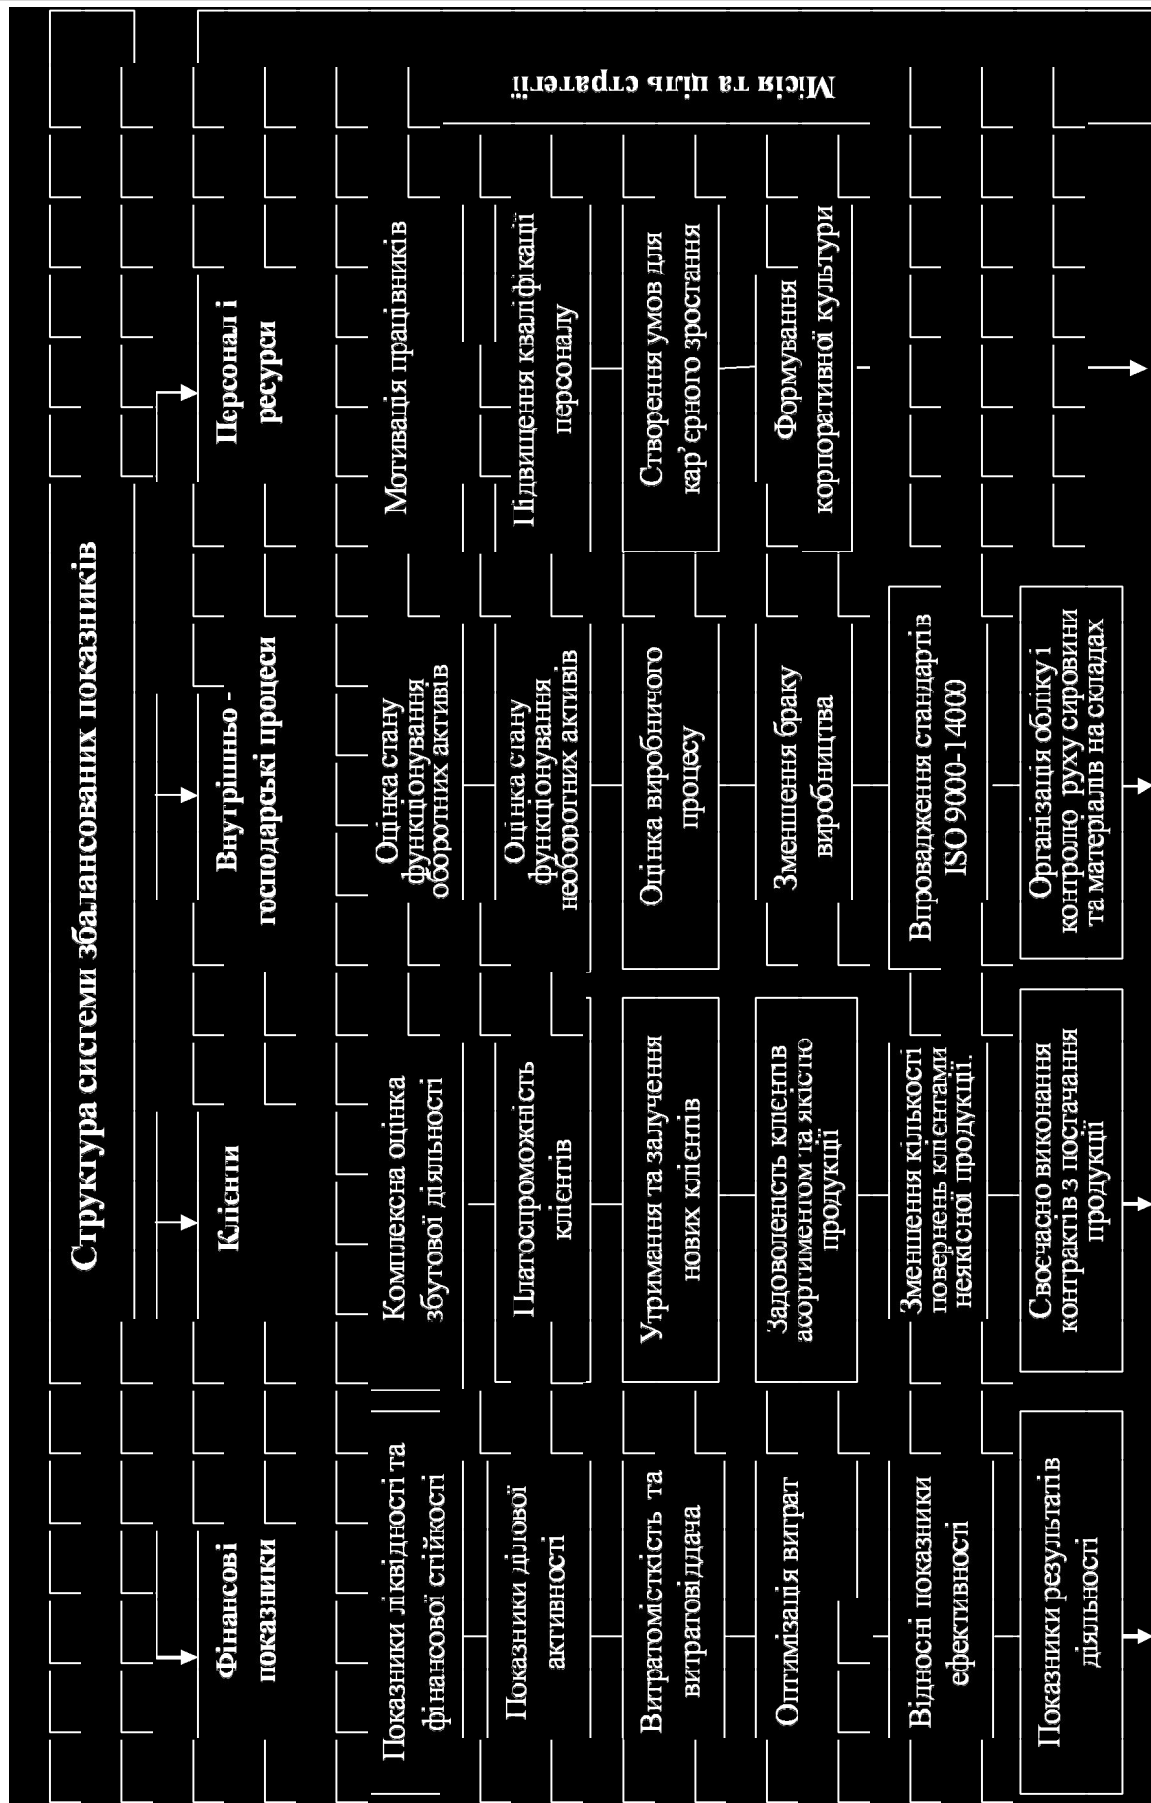 Структура системи збалансованих показників
Фінансові
показники
Клієнти
Внутрішньо -
господарські процеси
Персонал і
ресурси
Показники ліквідності та
фінансової стійкості
Показники ділової
активності
Витратомісткість та
витратовіддача
Оптимізація витрат
Відносні показники
ефективності
Показники результатів
діяльності
Комплексна оцінка
збутової діяльності
Платоспроможність
клієнтів
Утримання та залучення
нових клієнтів
Задоволеність клієнтів
асортиментом та якістю
продукції
Зменшення кількості
повернень клієнтами
неякісної продукції.
Своєчасно виконання
контрактів з постачання
продукції
Оцінка стану
функціонування
оборотних активів
Оцінка стану
функціонування
необоротних активів
Оцінка виробничого
процесу
Зменшення браку
виробництва
Впровадження стандартів
ISO 9000-14000
Організація обліку і
контролю руху сировини
та матеріалів на складах
Мотивація працівників
Підвищення кваліфікації
персоналу
Створення умов для
кар’єрного зростання
Формування
корпоративної культури
Місія та ціль стратегії